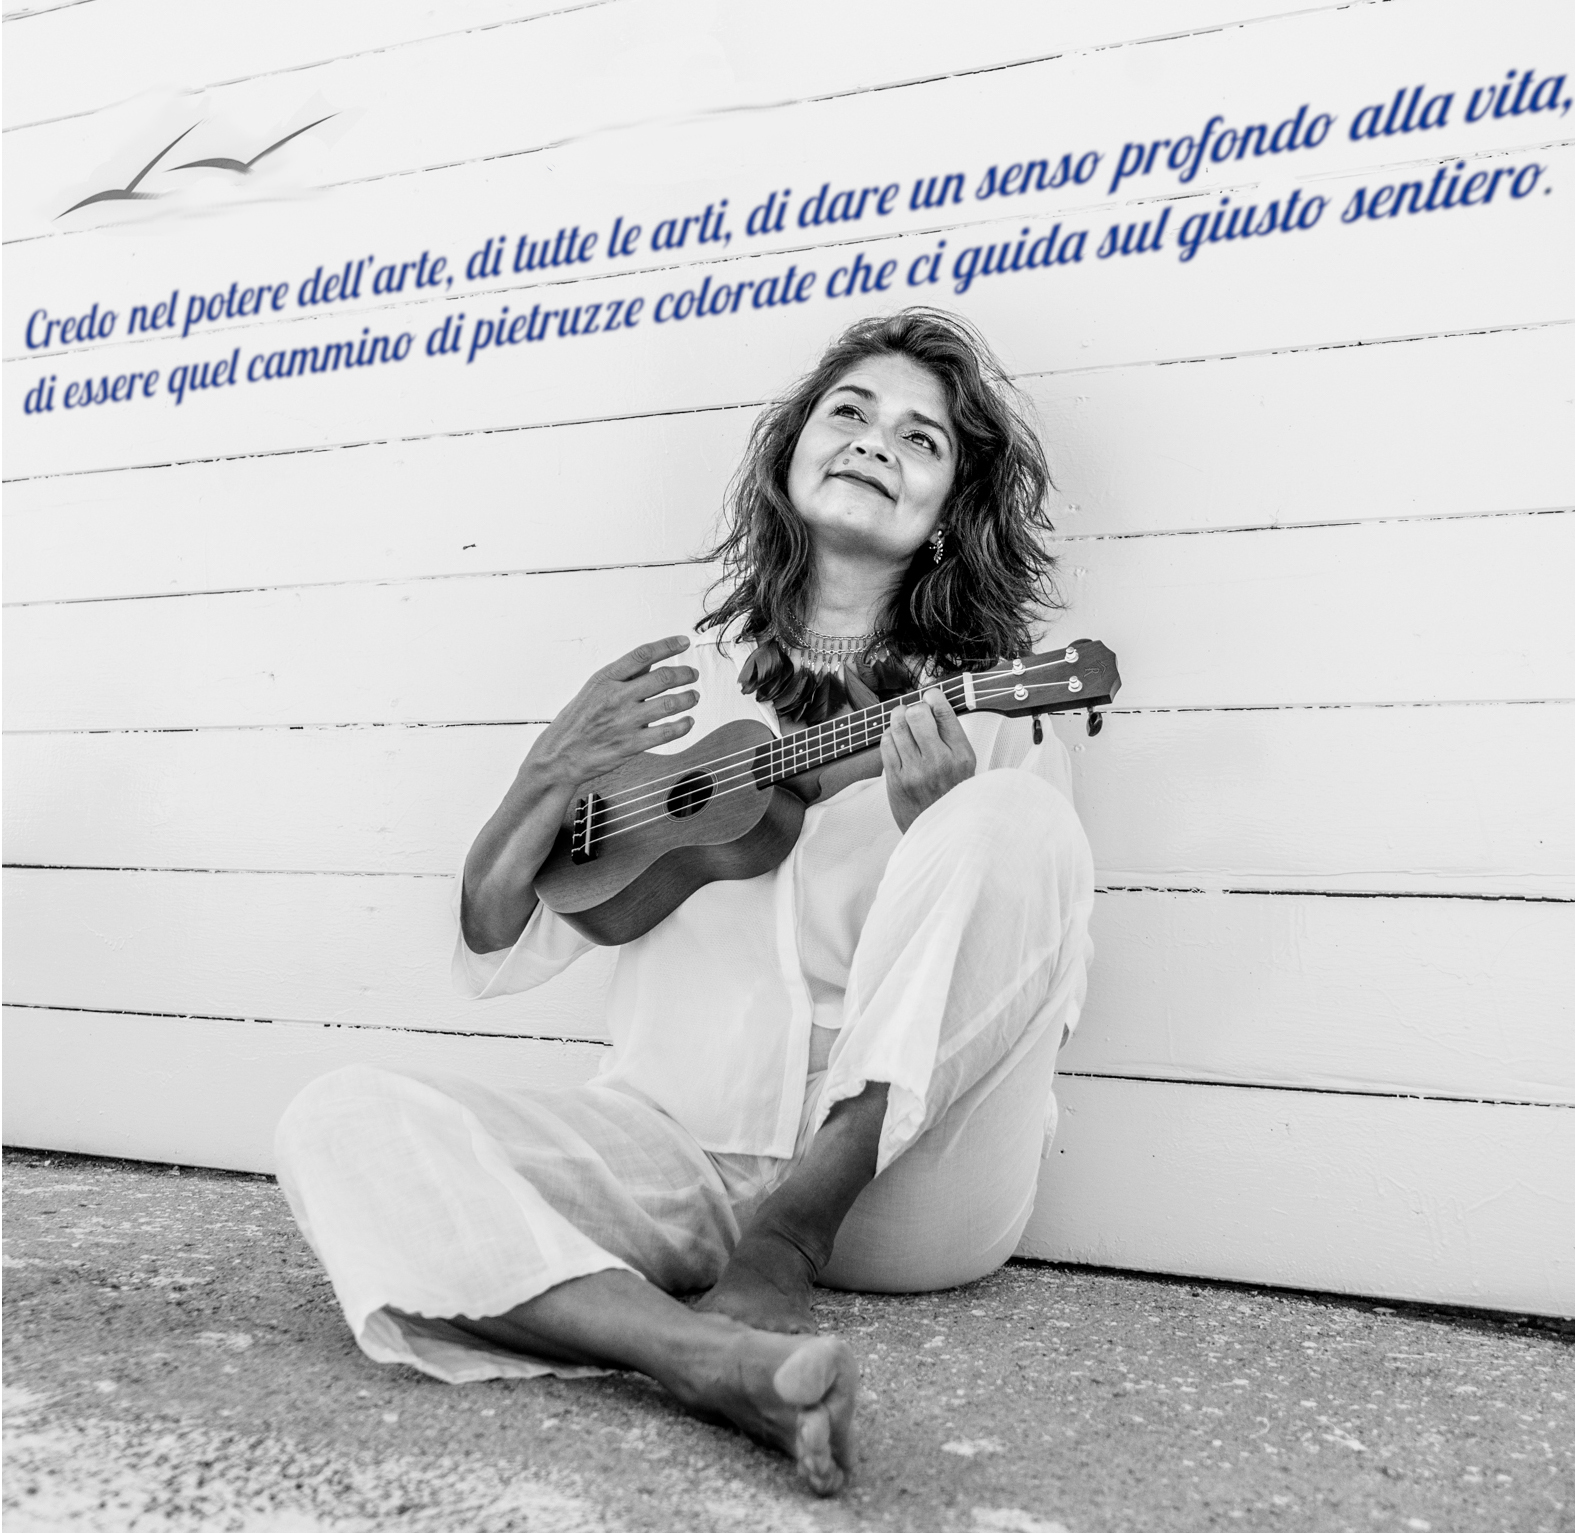 Credo nel potere dell'arte, di tutte le arti, di dare un senso profondo alla vita,
di essere quel cammino di pietruzze colorate che ci guida sul giusto sentiero.